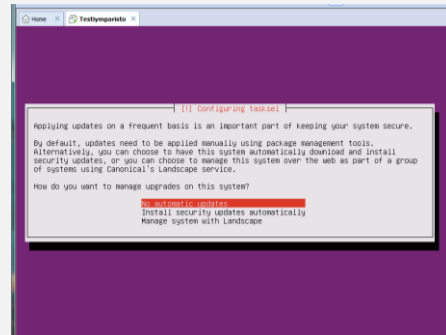 Home
Testiymparisto
[!] Configuring tasksel
Applying updates on a frequent basis is an important part of keeping your system secure.
By default, updates need to be applied manually using package management tools.
Alternatively, you can choose to have this system automatically download and install
security updates, or you can choose to manage this system over the web as part of a group
of systems using Canonical's Landscape service.
How do you want to manage upgrades on this system?
No automatic updates
Install security updates automatically
Manage system with Landscape